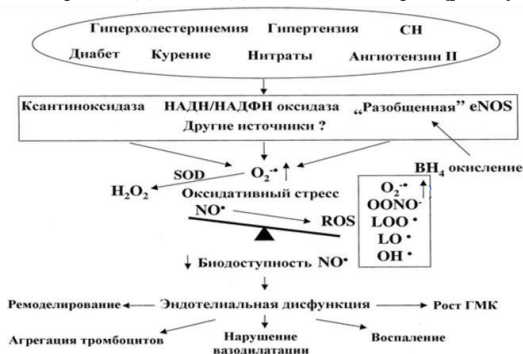 Гиперхолестеринемия Гипертензия СН
Диабет Курение Нитраты Ангиотензин II
Ксантиноксидаза НАДН/НАДФН оксидаза „Разобщенная” eNOS
Другие источники ?
SOD O₂⁻• ↑ BH₄ окисление
H₂O₂
Оксидативный стресс
NO• ROS
O₂⁻•
OONO⁻
LOO •
LO •
OH •
↓ Биодоступность NO•
Ремоделирование Эндотелиальная дисфункция Рост ГМК
Агрегация тромбоцитов Нарушение вазодилатации Воспаление